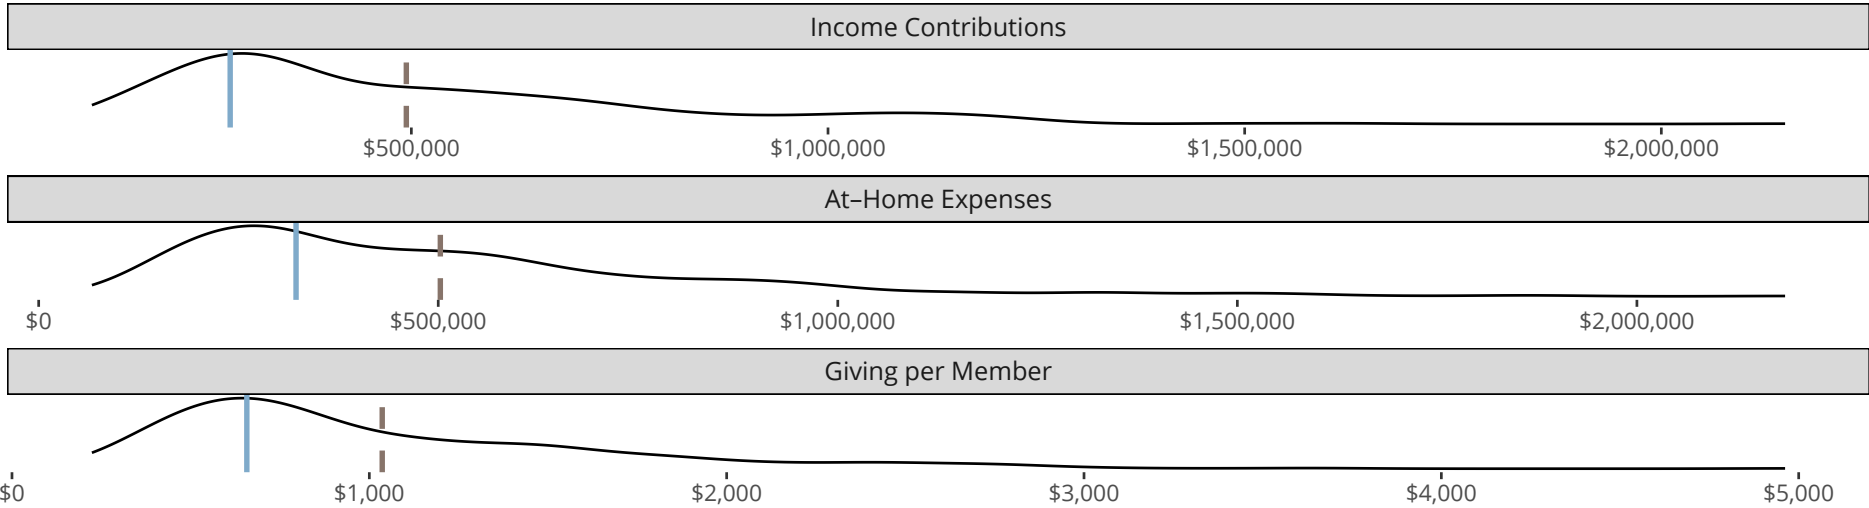 Income Contributions
$500,000 $1,000,000 $1,500,000 $2,000,000
At–Home Expenses
$0 $500,000 $1,000,000 $1,500,000 $2,000,000
Giving per Member
$0 $1,000 $2,000 $3,000 $4,000 $5,000